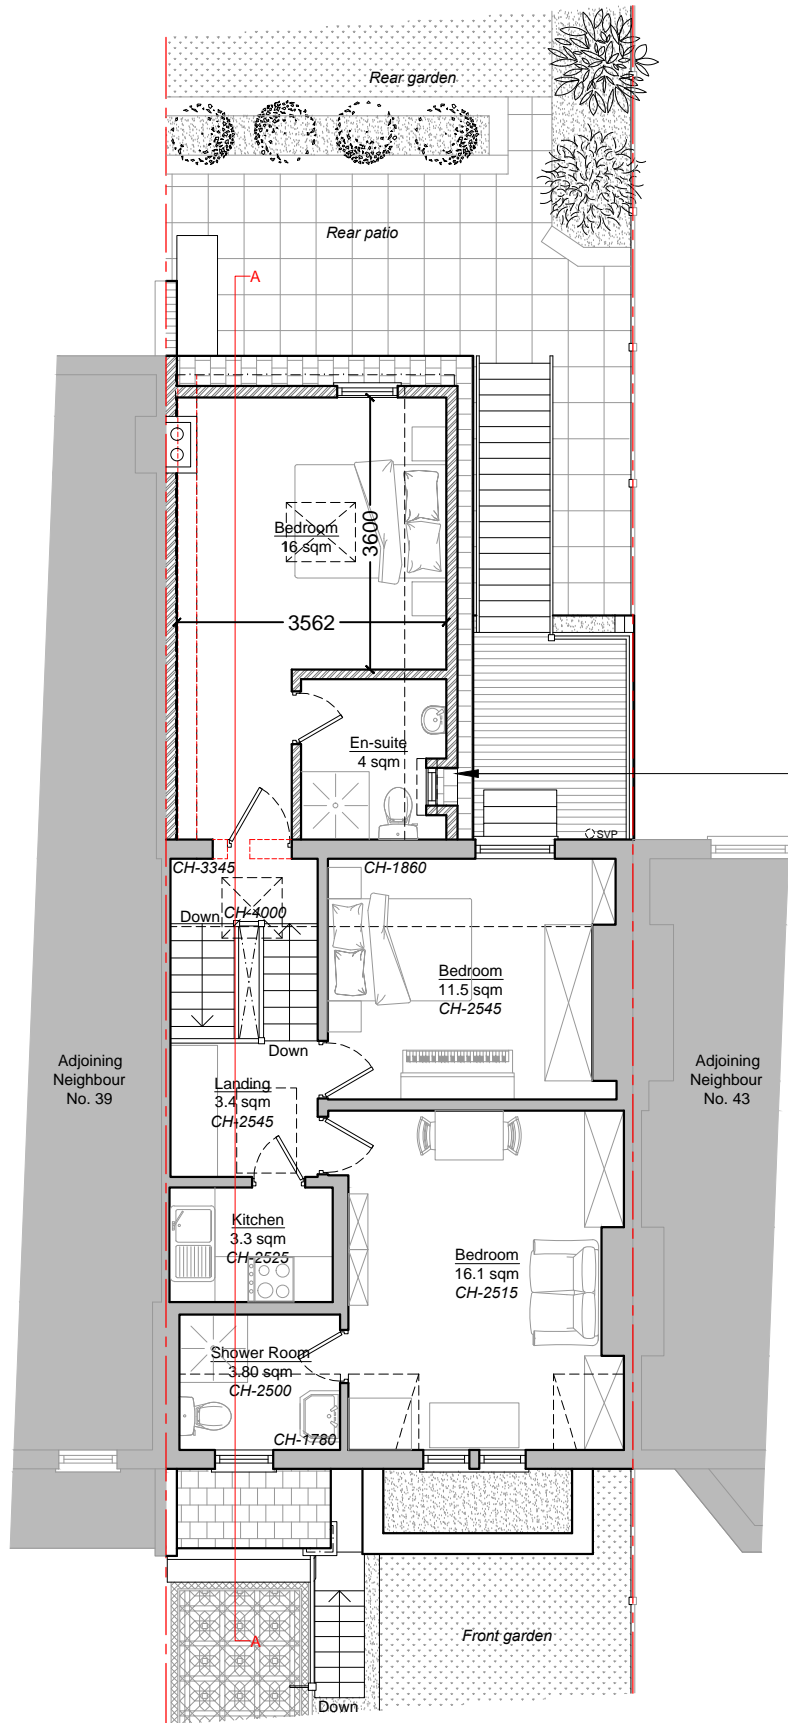 Rear garden
Rear patio
A
Bedroom
16 sqm
3600
3562
En-suite
4 sqm
SVP
CH-3345
CH-1860
CH-4000
Down
Bedroom
11.5 sqm
CH-2545
Down
Adjoining
Neighbour
No. 39
Landing
3.4 sqm
CH-2545
Adjoining
Neighbour
No. 43
Kitchen
3.3 sqm
CH-2525
Bedroom
16.1 sqm
CH-2515
Shower Room
3.80 sqm
CH-2500
CH-1780
A
Front garden
Down